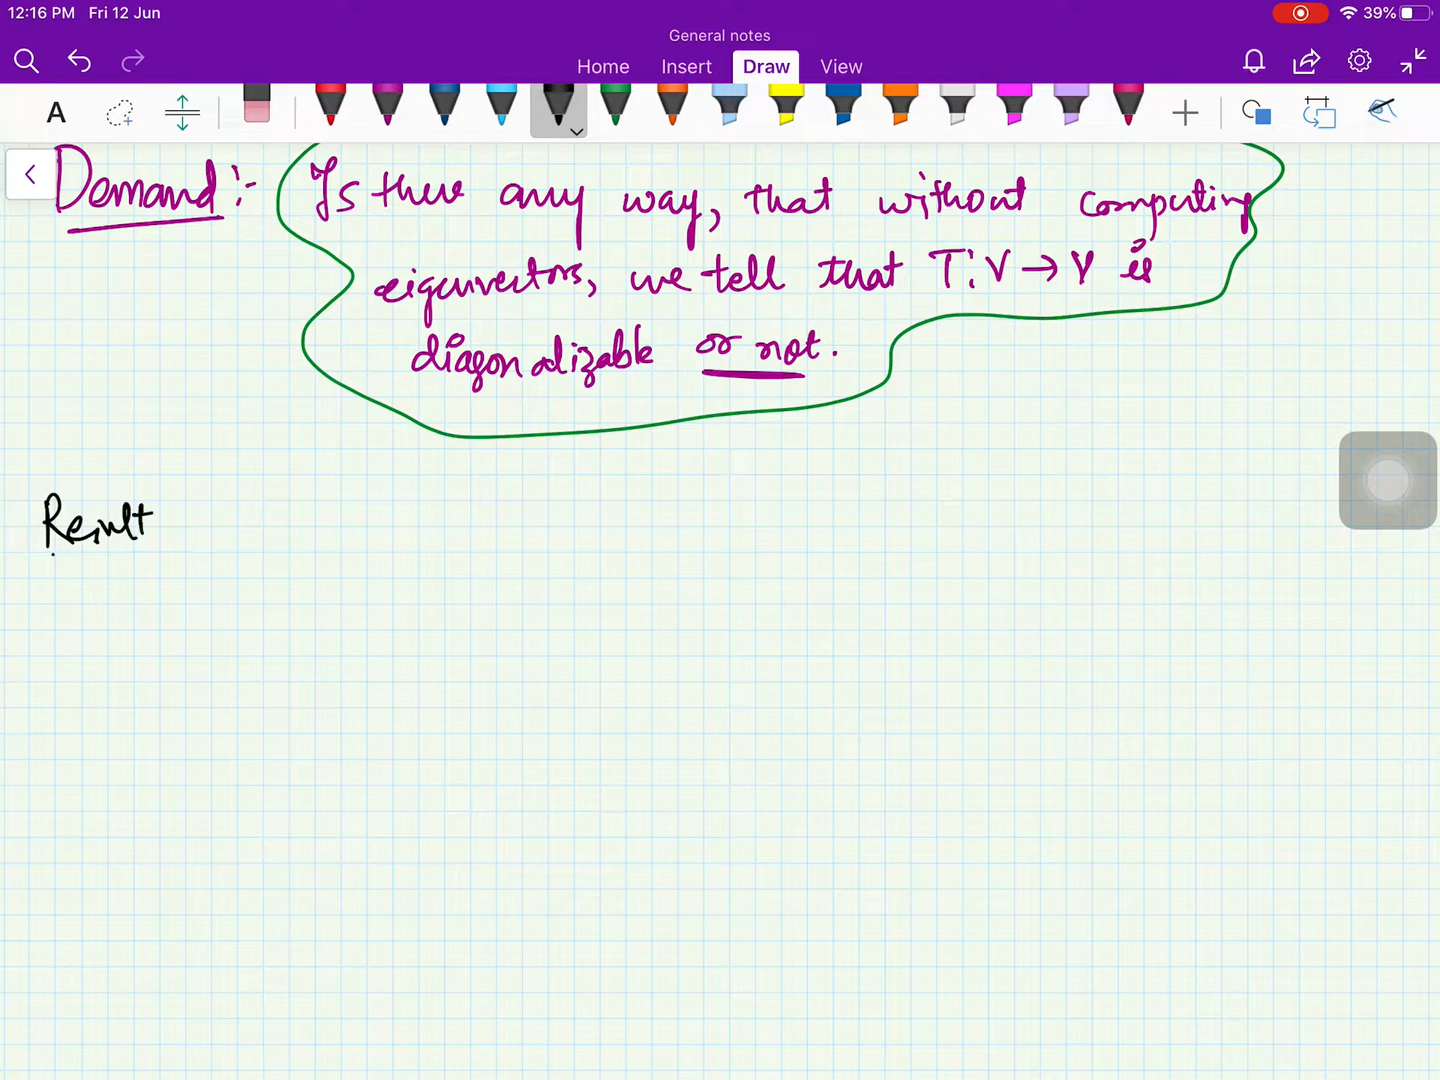 12:16 PM Fri 12 Jun
39%
General notes
Home Insert Draw View
A
Demand :- Is there any way, that without computing
eigenvectors, we tell that T: V → V is
diagonalizable or not.
Result